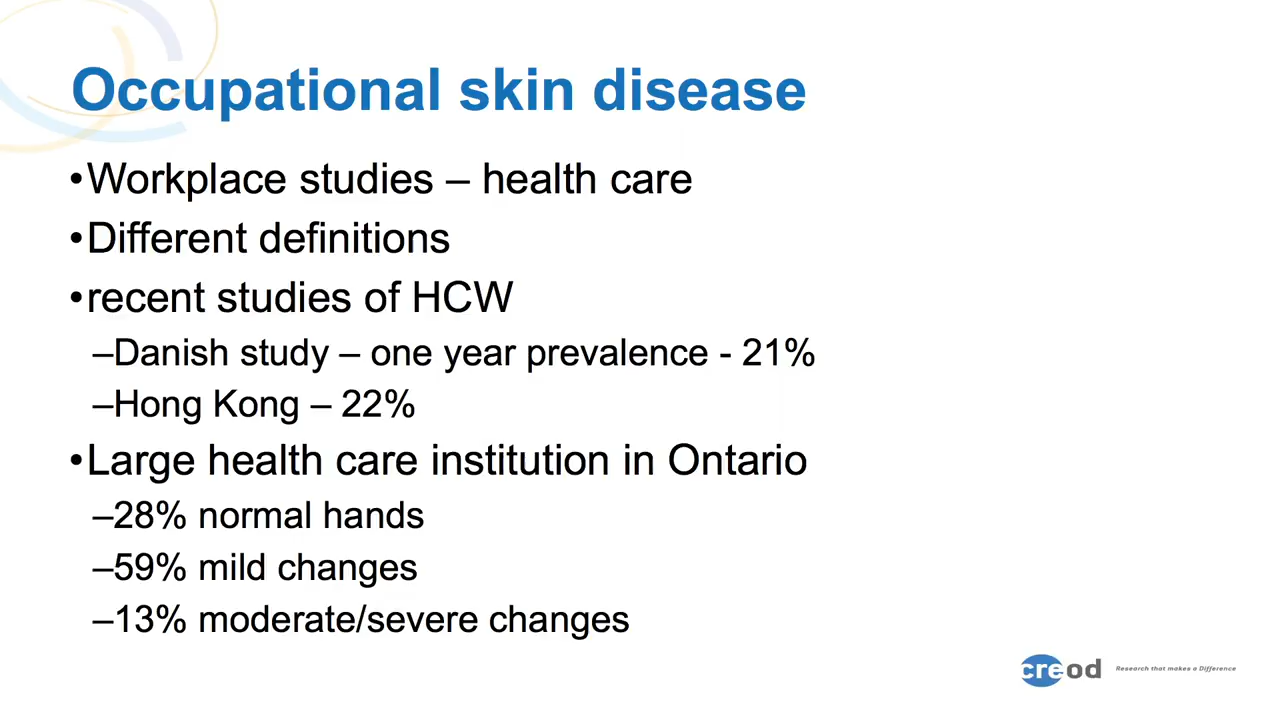 Occupational skin disease
•Workplace studies – health care
•Different definitions
•recent studies of HCW
–Danish study – one year prevalence - 21%
–Hong Kong – 22%
•Large health care institution in Ontario
–28% normal hands
–59% mild changes
–13% moderate/severe changes
creod Research that makes a Difference